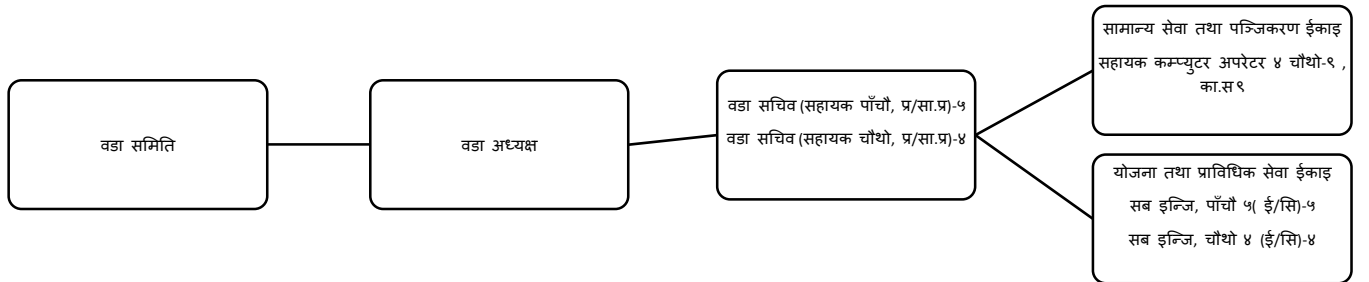 वडा समिति
वडा अध्यक्ष
वडा सचिव (सहायक पाँचौ, प्र/सा.प्र)-५
वडा सचिव (सहायक चौथो, प्र/सा.प्र)-४
सामान्य सेवा तथा पञ्जिकरण ईकाइ
सहायक कम्प्युटर अपरेटर ४ चौथो-९ ,
का.स ९
योजना तथा प्राविधिक सेवा ईकाइ
सब इन्जि, पाँचौ ५( ई/सि)-५
सब इन्जि, चौथो ४ (ई/सि)-४